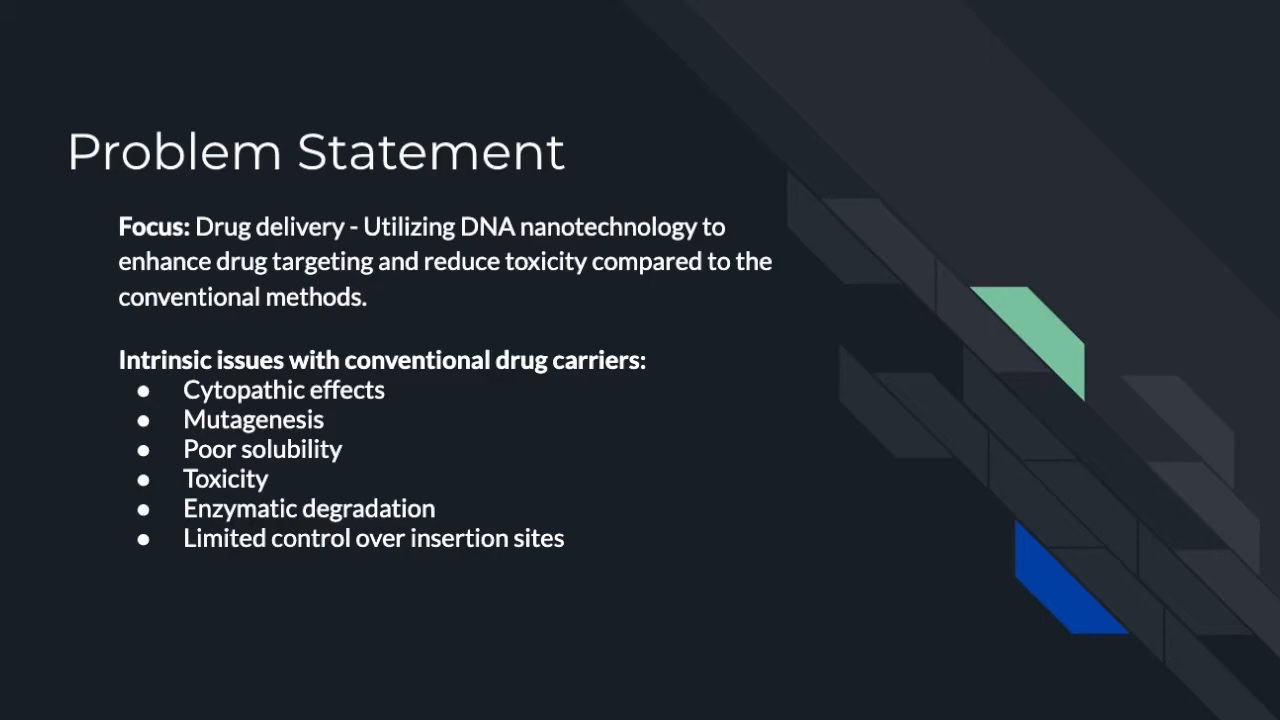 Problem Statement
Focus: Drug delivery - Utilizing DNA nanotechnology to
enhance drug targeting and reduce toxicity compared to the
conventional methods.
Intrinsic issues with conventional drug carriers:
● Cytopathic effects
● Mutagenesis
● Poor solubility
● Toxicity
● Enzymatic degradation
● Limited control over insertion sites